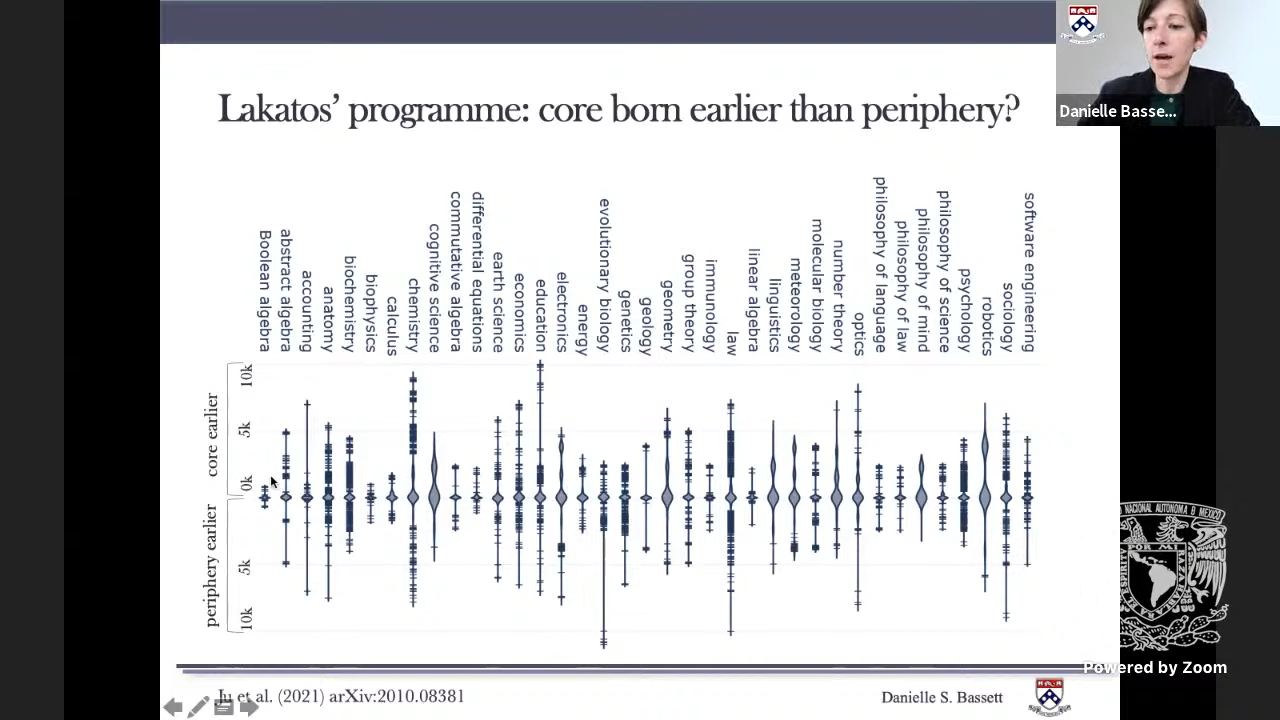 Lakatos' programme: core born earlier than periphery?
Danielle Basse...
Boolean algebra
abstract algebra
accounting
anatomy
biochemistry
biophysics
calculus
chemistry
cognitive science
commutative algebra
differential equations
earth science
economics
education
electronics
energy
evolutionary biology
genetics
geology
geometry
group theory
immunology
law
linear algebra
linguistics
meteorology
molecular biology
number theory
optics
philosophy of language
philosophy of law
philosophy of mind
philosophy of science
psychology
robotics
sociology
software engineering
core earlier
periphery earlier
10k
5k
0k
5k
10k
Ju et al. (2021) arXiv:2010.08381
Danielle S. Bassett
Powered by Zoom